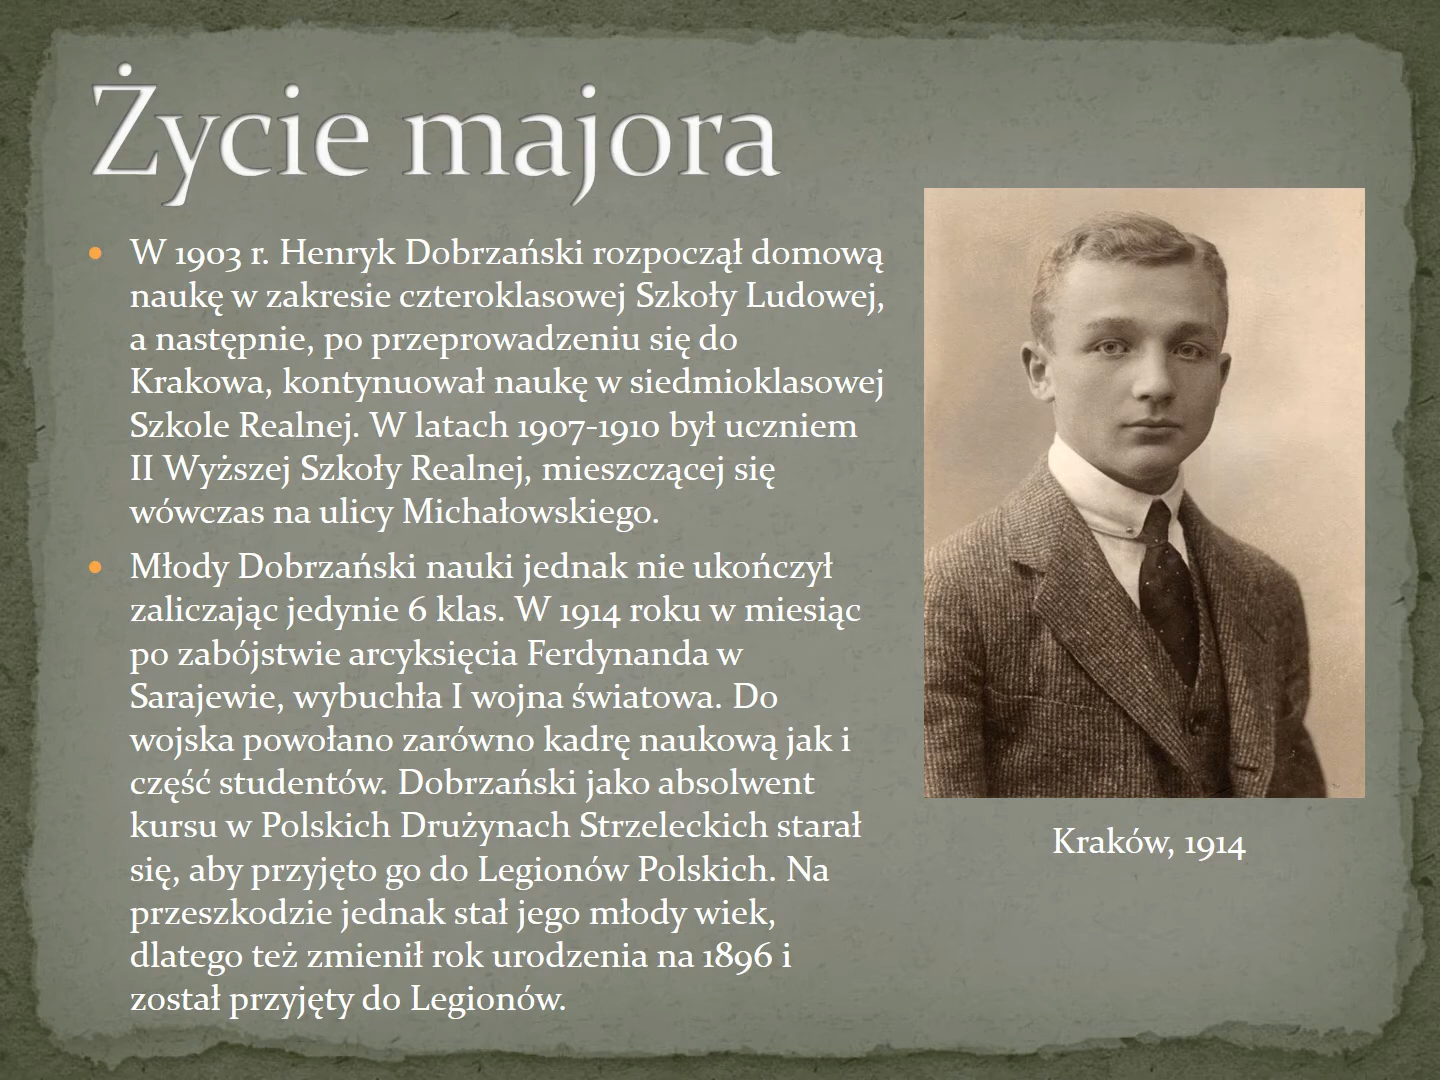 Życie majora
W 1903 r. Henryk Dobrzański rozpoczął domową
naukę w zakresie czteroklasowej Szkoły Ludowej,
a następnie, po przeprowadzeniu się do
Krakowa, kontynuował naukę w siedmioklasowej
Szkole Realnej. W latach 1907-1910 był uczniem
II Wyższej Szkoły Realnej, mieszczącej się
wówczas na ulicy Michałowskiego.
Młody Dobrzański nauki jednak nie ukończył
zaliczając jedynie 6 klas. W 1914 roku w miesiąc
po zabójstwie arcyksięcia Ferdynanda w
Sarajewie, wybuchła I wojna światowa. Do
wojska powołano zarówno kadrę naukową jak i
część studentów. Dobrzański jako absolwent
kursu w Polskich Drużynach Strzeleckich starał
się, aby przyjęto go do Legionów Polskich. Na
przeszkodzie jednak stał jego młody wiek,
dlatego też zmienił rok urodzenia na 1896 i
został przyjęty do Legionów.
Kraków, 1914